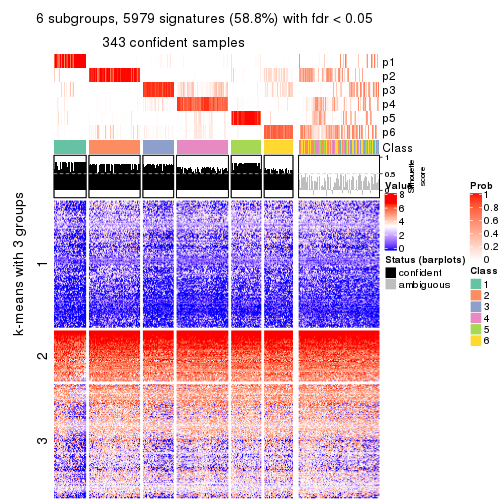 6 subgroups, 5979 signatures (58.8%) with fdr < 0.05
343 confident samples
p1
p2
p3
p4
p5
p6
Class
1
0.5
0
Silhouette
score
k-means with 3 groups
1
2
3
Value
8
6
4
2
0
Status (barplots)
confident
ambiguous
Prob
1
0.8
0.6
0.4
0.2
0
Class
1
2
3
4
5
6